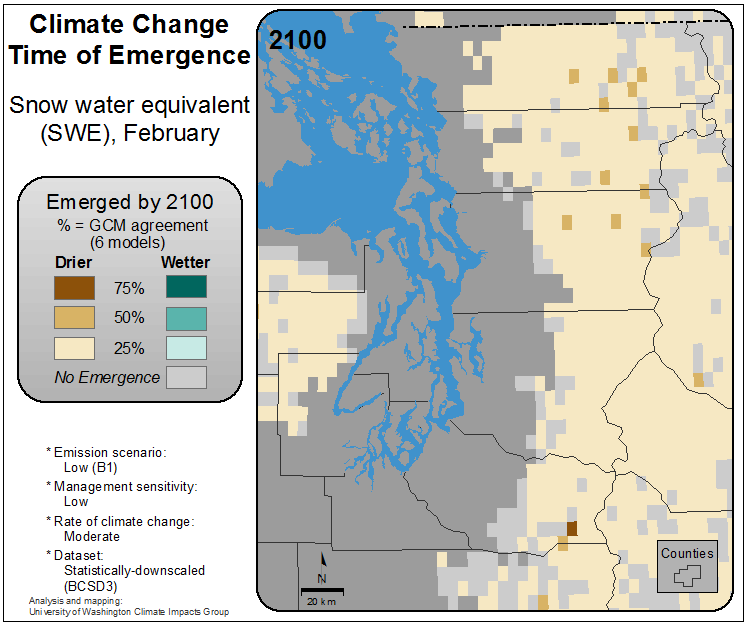 Climate Change
Time of Emergence
Snow water equivalent
(SWE), February
Emerged by 2100
% = GCM agreement
(6 models)
Drier
Wetter
75%
50%
25%
No Emergence
* Emission scenario:
Low (B1)
* Management sensitivity:
Low
* Rate of climate change:
Moderate
* Dataset:
Statistically-downscaled
(BCSD3)
Analysis and mapping:
University of Washington Climate Impacts Group
2100
N
20 km
Counties